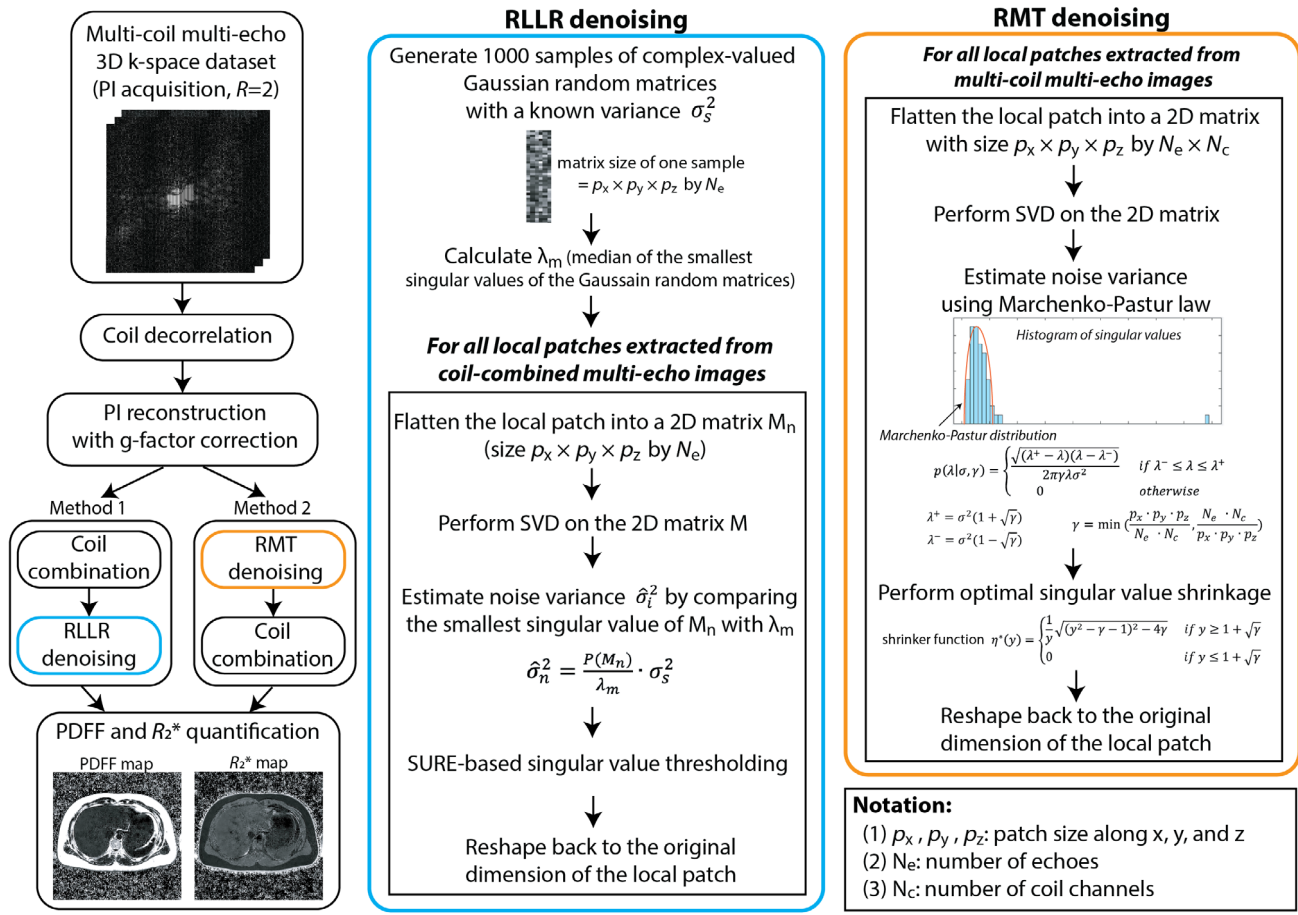 Multi-coil multi-echo
3D k-space dataset
(PI acquisition, R=2)
Coil decorrelation
PI reconstruction
with g-factor correction
Method 1
Method 2
Coil
combination
RLLR
denoising
RMT
denoising
Coil
combination
PDFF and R₂* quantification
PDFF map
R₂* map
RLLR denoising
Generate 1000 samples of complex-valued
Gaussian random matrices
with a known variance σ_s^2
matrix size of one sample
= p_x × p_y × p_z by N_e
Calculate λ_m (median of the smallest
singular values of the Gaussain random matrices)
For all local patches extracted from
coil-combined multi-echo images
Flatten the local patch into a 2D matrix M_n
(size p_x × p_y × p_z by N_e)
Perform SVD on the 2D matrix M
Estimate noise variance σ̂_i^2 by comparing
the smallest singular value of M_n with λ_m
σ̂_n^2 = P(M_n)/λ_m · σ_s^2
SURE-based singular value thresholding
Reshape back to the original
dimension of the local patch
RMT denoising
For all local patches extracted from
multi-coil multi-echo images
Flatten the local patch into a 2D matrix
with size p_x × p_y × p_z by N_e × N_c
Perform SVD on the 2D matrix
Estimate noise variance
using Marchenko-Pastur law
Histogram of singular values
Marchenko-Pastur distribution
p(λ|σ,γ) = { √((λ⁺ − λ)(λ − λ⁻)) / 2πγλσ² if λ⁻ ≤ λ ≤ λ⁺
0 otherwise
λ⁺ = σ²(1 + √γ)
λ⁻ = σ²(1 − √γ)
γ = min (p_x · p_y · p_z / N_e · N_c , N_e · N_c / p_x · p_y · p_z)
Perform optimal singular value shrinkage
shrinker function η*(y) = { 1/y √((y² − γ − 1)² − 4γ) if y ≥ 1 + √γ
0 if y ≤ 1 + √γ
Reshape back to the original
dimension of the local patch
Notation:
(1) p_x , p_y , p_z: patch size along x, y, and z
(2) N_e: number of echoes
(3) N_c: number of coil channels